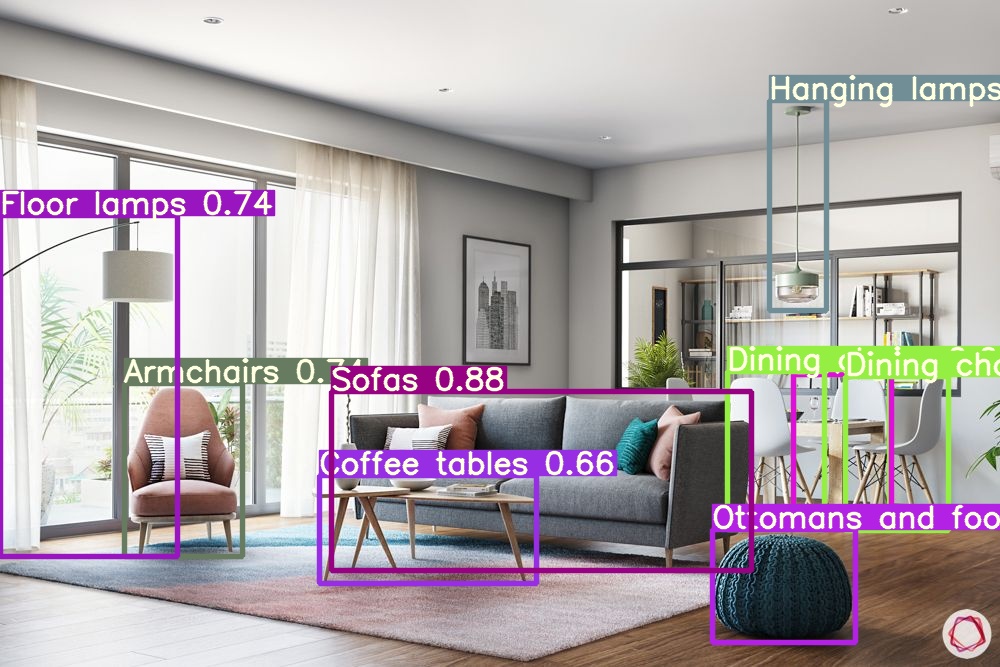 Hanging lamps
Floor lamps 0.74
Armchairs 0.74
Sofas 0.88
Dining
Dining cha
Coffee tables 0.66
Ottomans and foo